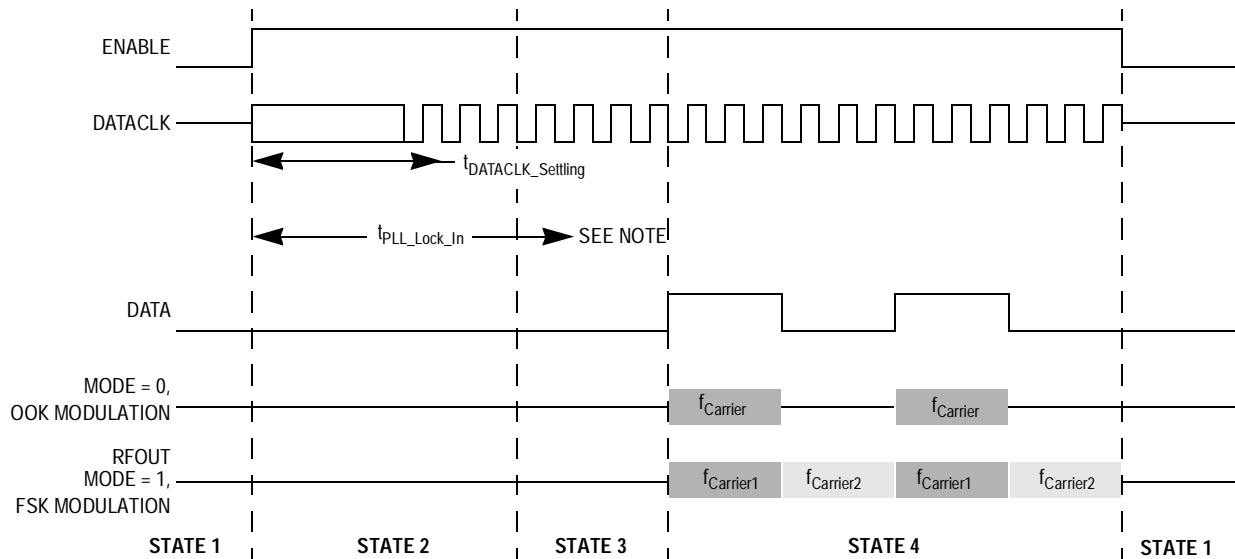 ENABLE
DATACLK
tDATACLK_Settling
tPLL_Lock_In
SEE NOTE
DATA
MODE = 0,
OOK MODULATION
fCarrier
fCarrier
RFOUT
MODE = 1,
FSK MODULATION
fCarrier1
fCarrier2
fCarrier1
fCarrier2
STATE 1
STATE 2
STATE 3
STATE 4
STATE 1